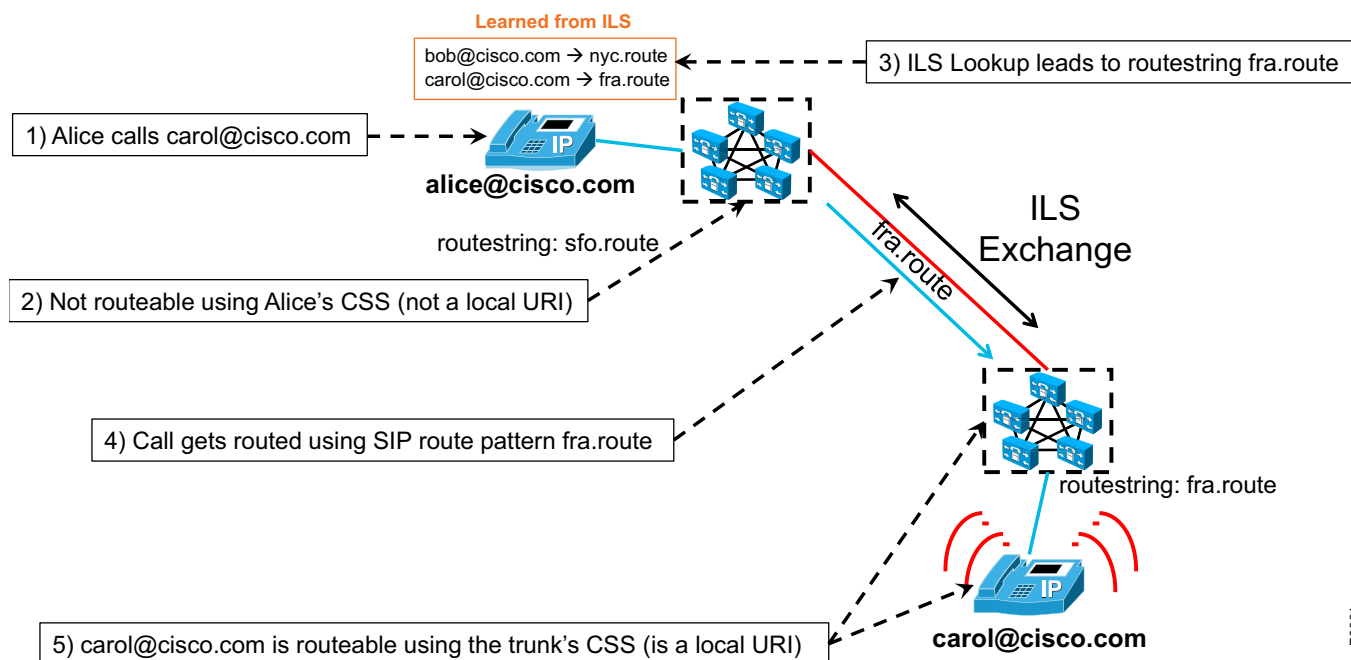 Learned from ILS
bob@cisco.com → nyc.route
carol@cisco.com → fra.route
3) ILS Lookup leads to routestring fra.route
1) Alice calls carol@cisco.com
IP
alice@cisco.com
routestring: sfo.route
ILS
Exchange
fra.route
2) Not routeable using Alice's CSS (not a local URI)
4) Call gets routed using SIP route pattern fra.route
routestring: fra.route
IP
carol@cisco.com
5) carol@cisco.com is routeable using the trunk's CSS (is a local URI)